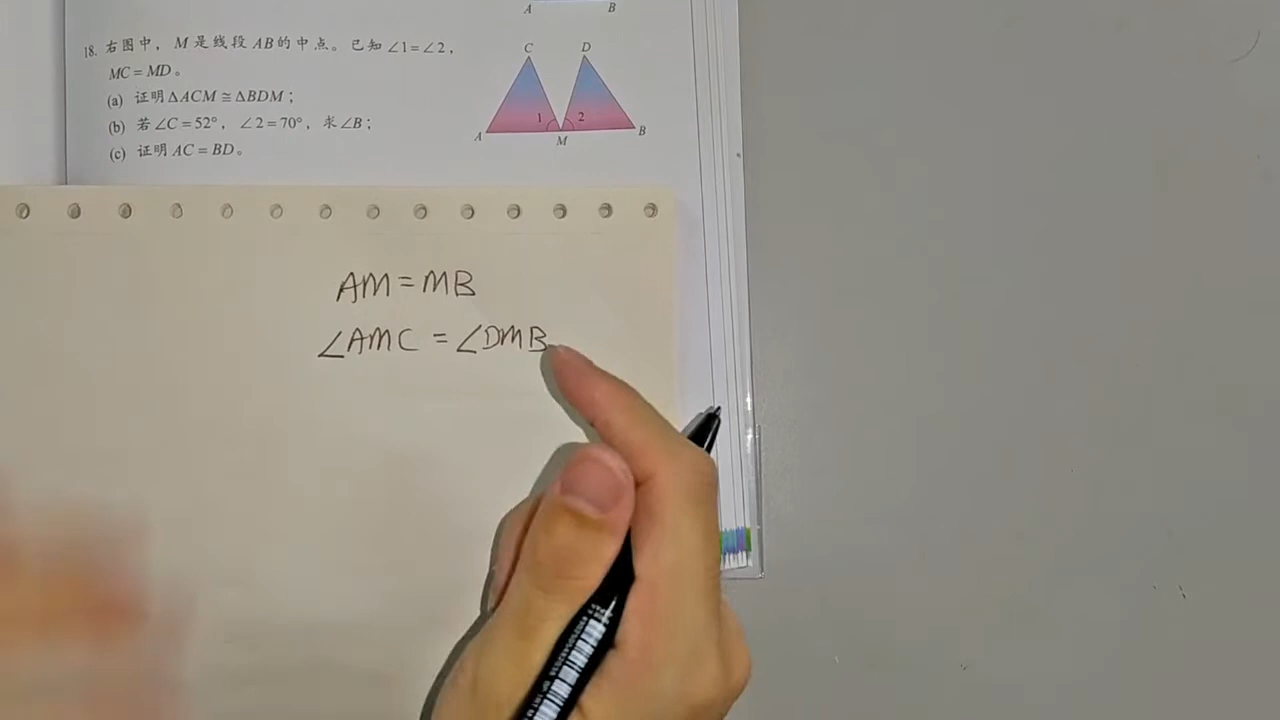 A B
18. 右图中，M 是线段 AB 的中点。已知 ∠1=∠2，
MC = MD。
(a) 证明 ΔACM ≅ ΔBDM；
(b) 若 ∠C = 52°，∠2 = 70°，求 ∠B；
(c) 证明 AC = BD。
C D
1 2
A M B
AM = MB
∠AMC = ∠DMB